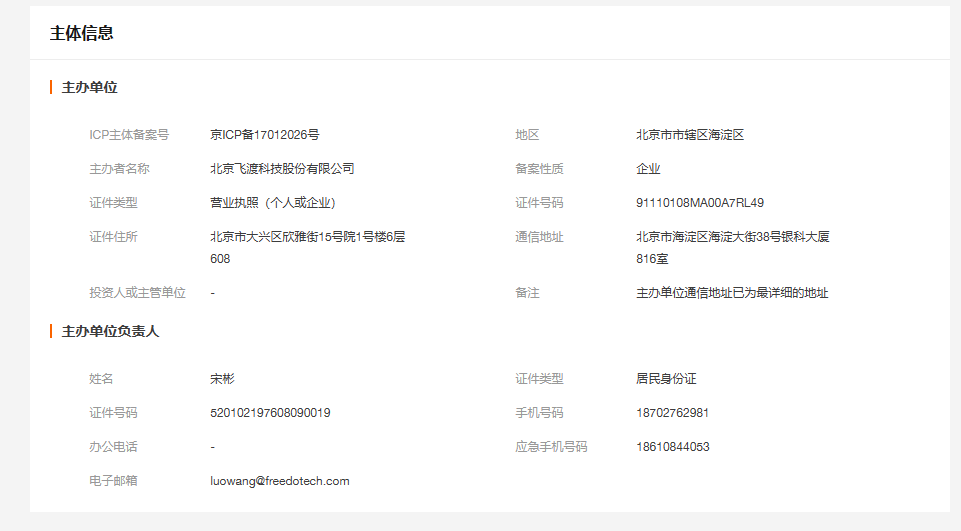 主体信息
主办单位
ICP主体备案号 京ICP备17012026号 地区 北京市市辖区海淀区
主办者名称 北京飞渡科技股份有限公司 备案性质 企业
证件类型 营业执照（个人或企业） 证件号码 91110108MA00A7RL49
证件住所 北京市大兴区欣雅街15号院1号楼6层 通信地址 北京市海淀区海淀大街38号银科大厦
608 816室
投资人或主管单位 - 备注 主办单位通信地址已为最详细的地址
主办单位负责人
姓名 宋彬 证件类型 居民身份证
证件号码 520102197608090019 手机号码 18702762981
办公电话 - 应急手机号码 18610844053
电子邮箱 luowang@freedotech.com